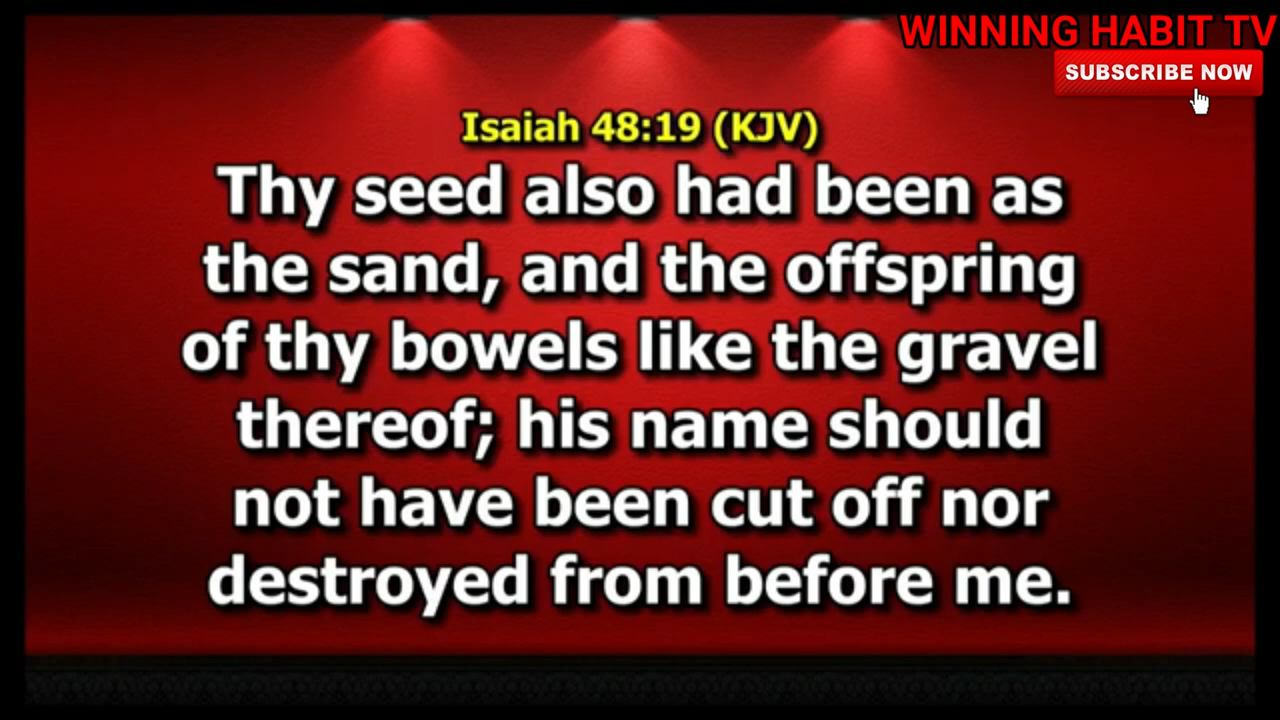 WINNING HABIT TV
SUBSCRIBE NOW
Isaiah 48:19 (KJV)
Thy seed also had been as
the sand, and the offspring
of thy bowels like the gravel
thereof; his name should
not have been cut off nor
destroyed from before me.